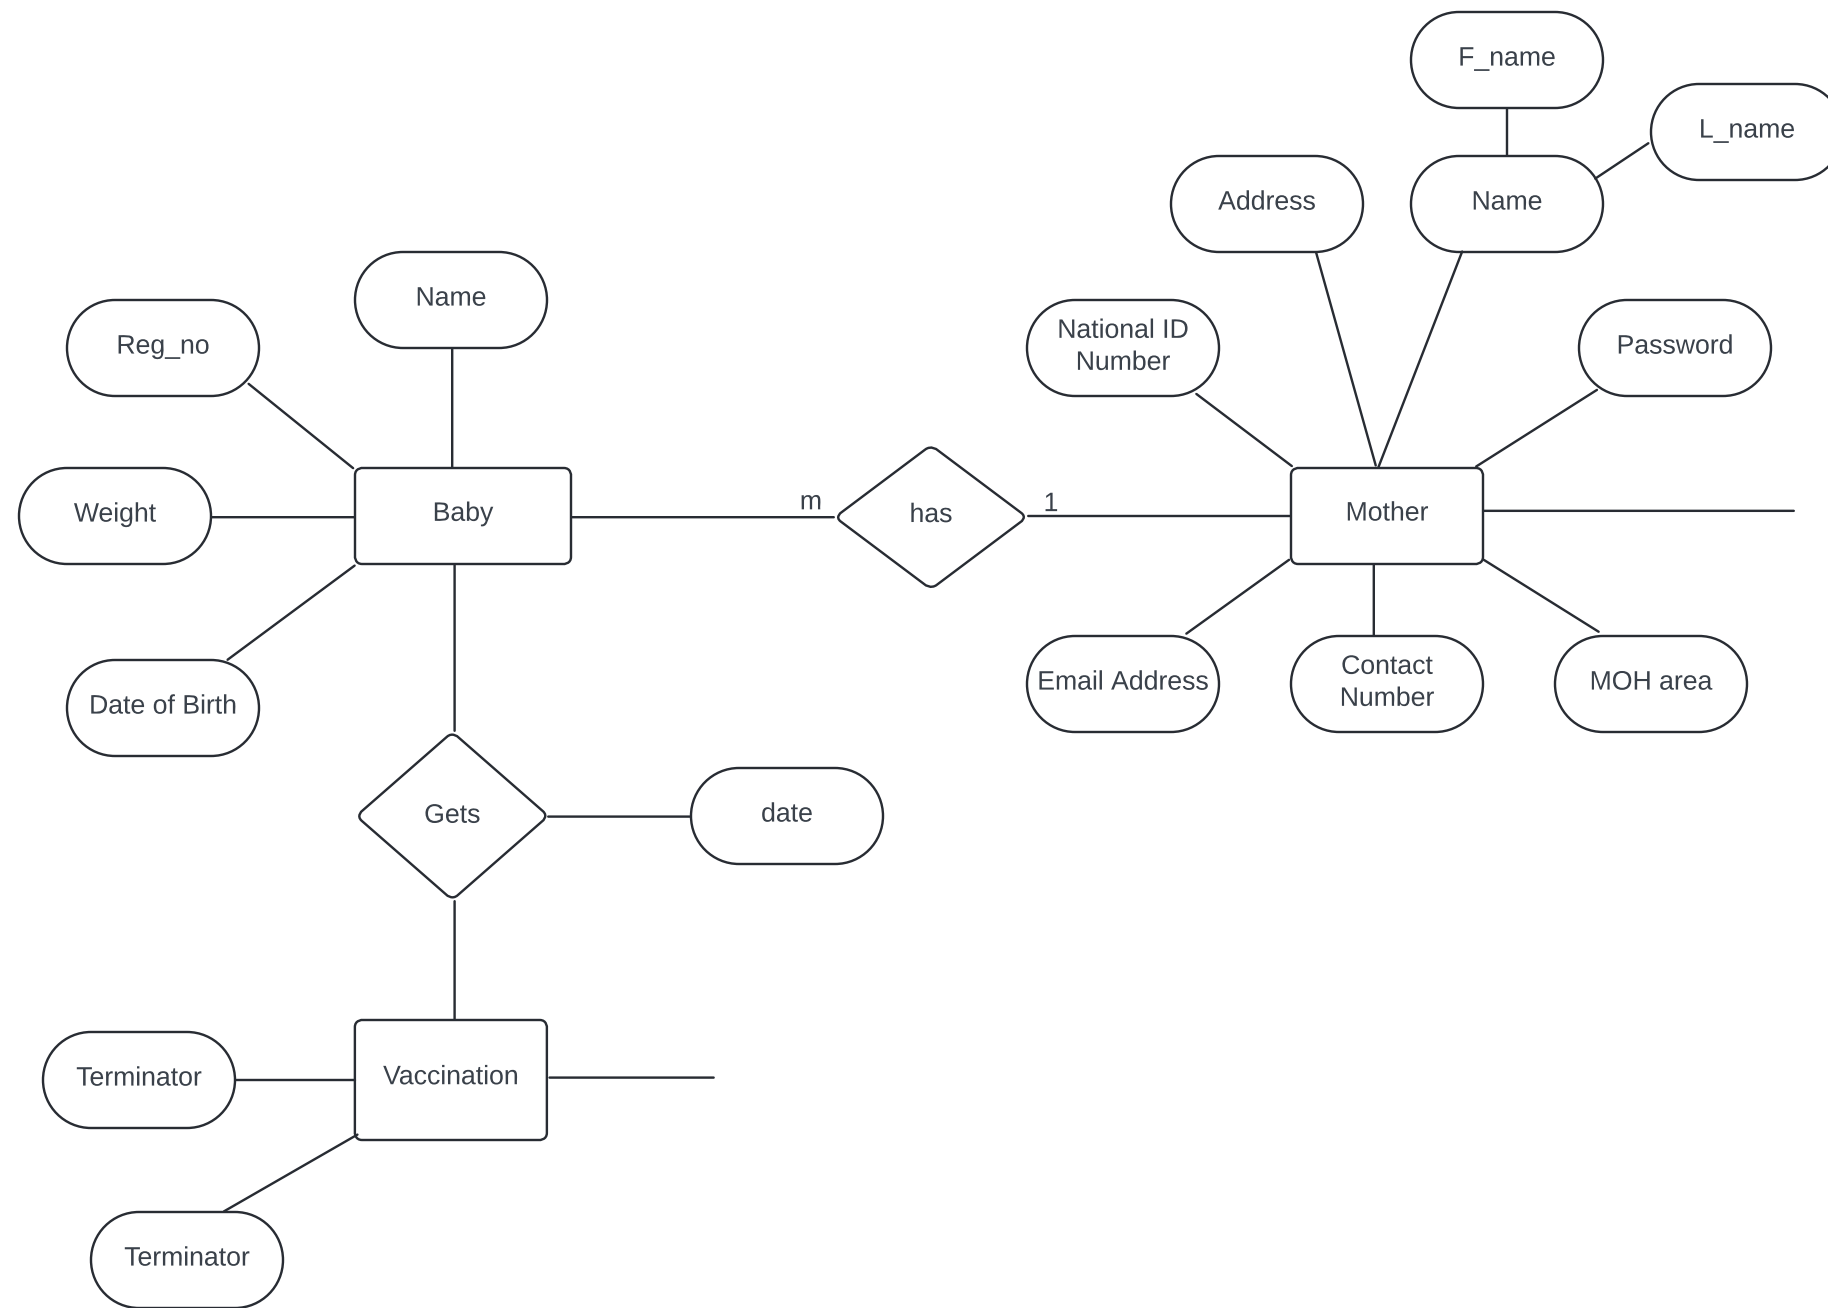 F_name
L_name
Address
Name
Name
Reg_no
National ID
Number
Password
Weight
Baby
m
has
1
Mother
Date of Birth
Email Address
Contact
Number
MOH area
Gets
date
Terminator
Vaccination
Terminator